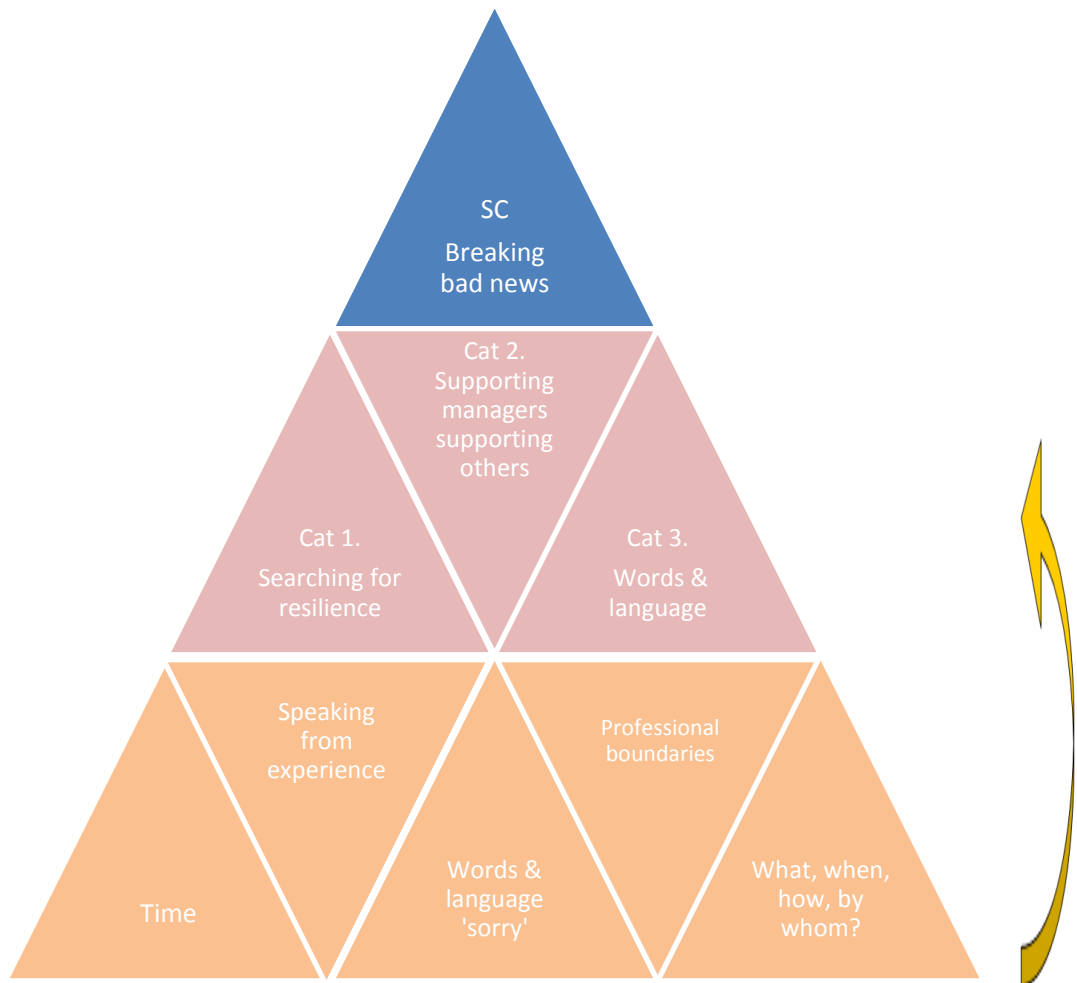 SC
Breaking
bad news
Cat 1.
Searching for
resilience
Cat 2.
Supporting
managers
supporting
others
Cat 3.
Words &
language
Time
Speaking
from
experience
Words &
language
'sorry'
Professional
boundaries
What, when,
how, by
whom?